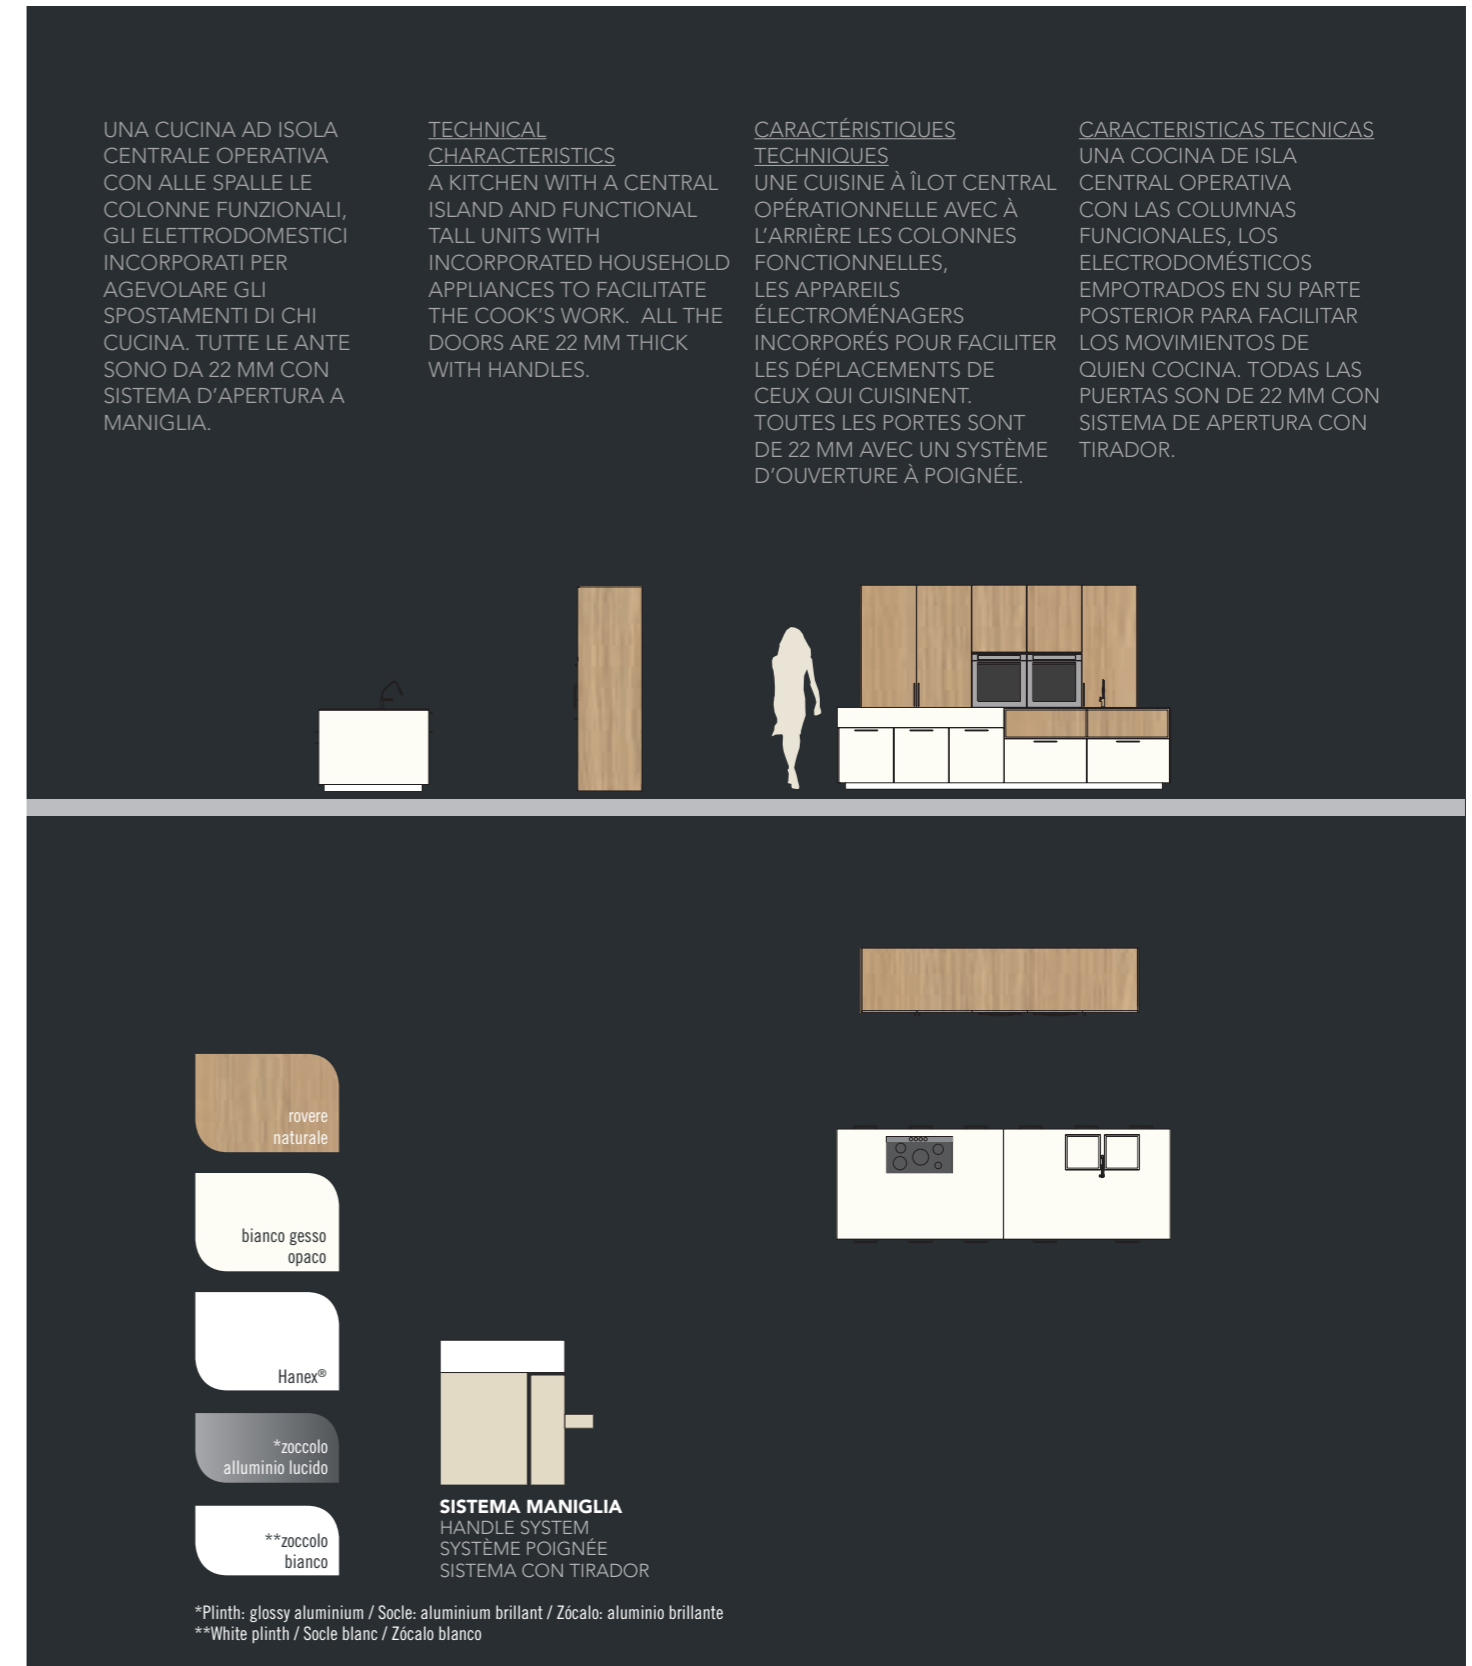 UNA CUCINA AD ISOLA
CENTRALE OPERATIVA
CON ALLE SPALLE LE
COLONNE FUNZIONALI,
GLI ELETTRODOMESTICI
INCORPORATI PER
AGEVOLARE GLI
SPOSTAMENTI DI CHI
CUCINA. TUTTE LE ANTE
SONO DA 22 MM CON
SISTEMA D’APERTURA A
MANIGLIA.
TECHNICAL
CHARACTERISTICS
A KITCHEN WITH A CENTRAL
ISLAND AND FUNCTIONAL
TALL UNITS WITH
INCORPORATED HOUSEHOLD
APPLIANCES TO FACILITATE
THE COOK’S WORK.  ALL THE
DOORS ARE 22 MM THICK
WITH HANDLES.
CARACTÉRISTIQUES
TECHNIQUES
UNE CUISINE À ÎLOT CENTRAL
OPÉRATIONNELLE AVEC À
L’ARRIÈRE LES COLONNES
FONCTIONNELLES,
LES APPAREILS
ÉLECTROMÉNAGERS
INCORPORÉS POUR FACILITER
LES DÉPLACEMENTS DE
CEUX QUI CUISINENT.
TOUTES LES PORTES SONT
DE 22 MM AVEC UN SYSTÈME
D’OUVERTURE À POIGNÉE.
CARACTERISTICAS TECNICAS
UNA COCINA DE ISLA
CENTRAL OPERATIVA
CON LAS COLUMNAS
FUNCIONALES, LOS
ELECTRODOMÉSTICOS
EMPOTRADOS EN SU PARTE
POSTERIOR PARA FACILITAR
LOS MOVIMIENTOS DE
QUIEN COCINA. TODAS LAS
PUERTAS SON DE 22 MM CON
SISTEMA DE APERTURA CON
TIRADOR.
rovere
naturale
bianco gesso
opaco
Hanex®
*zoccolo
alluminio lucido
**zoccolo
bianco
SISTEMA MANIGLIA
HANDLE SYSTEM
SYSTÈME POIGNÉE
SISTEMA CON TIRADOR
*Plinth: glossy aluminium / Socle: aluminium brillant / Zócalo: aluminio brillante
**White plinth / Socle blanc / Zócalo blanco